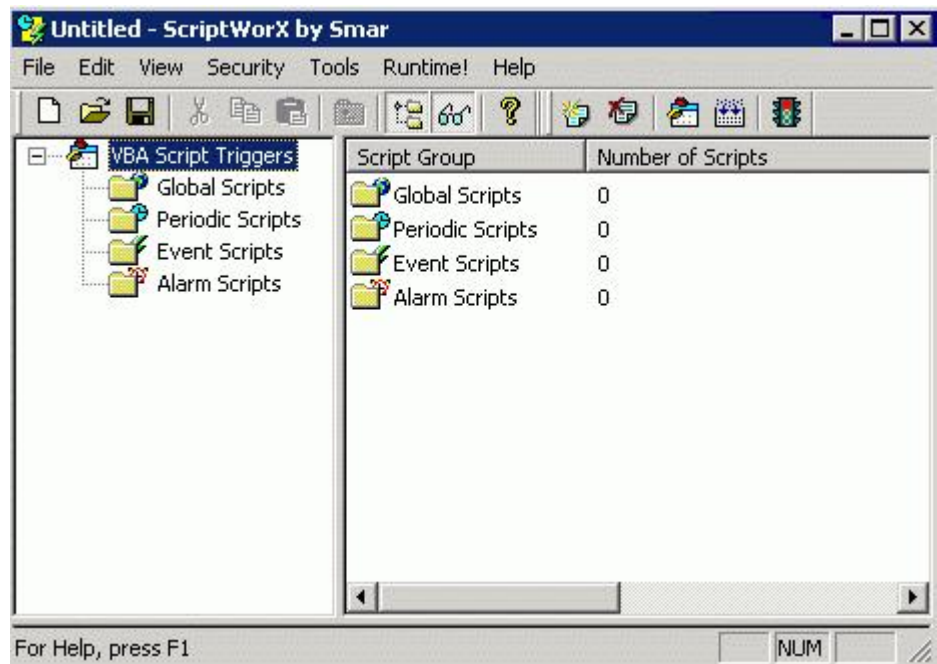 Untitled - ScriptWorX by Smar
File Edit View Security Tools Runtime! Help
VBA Script Triggers
Global Scripts
Periodic Scripts
Event Scripts
Alarm Scripts
Script Group Number of Scripts
Global Scripts 0
Periodic Scripts 0
Event Scripts 0
Alarm Scripts 0
For Help, press F1
NUM